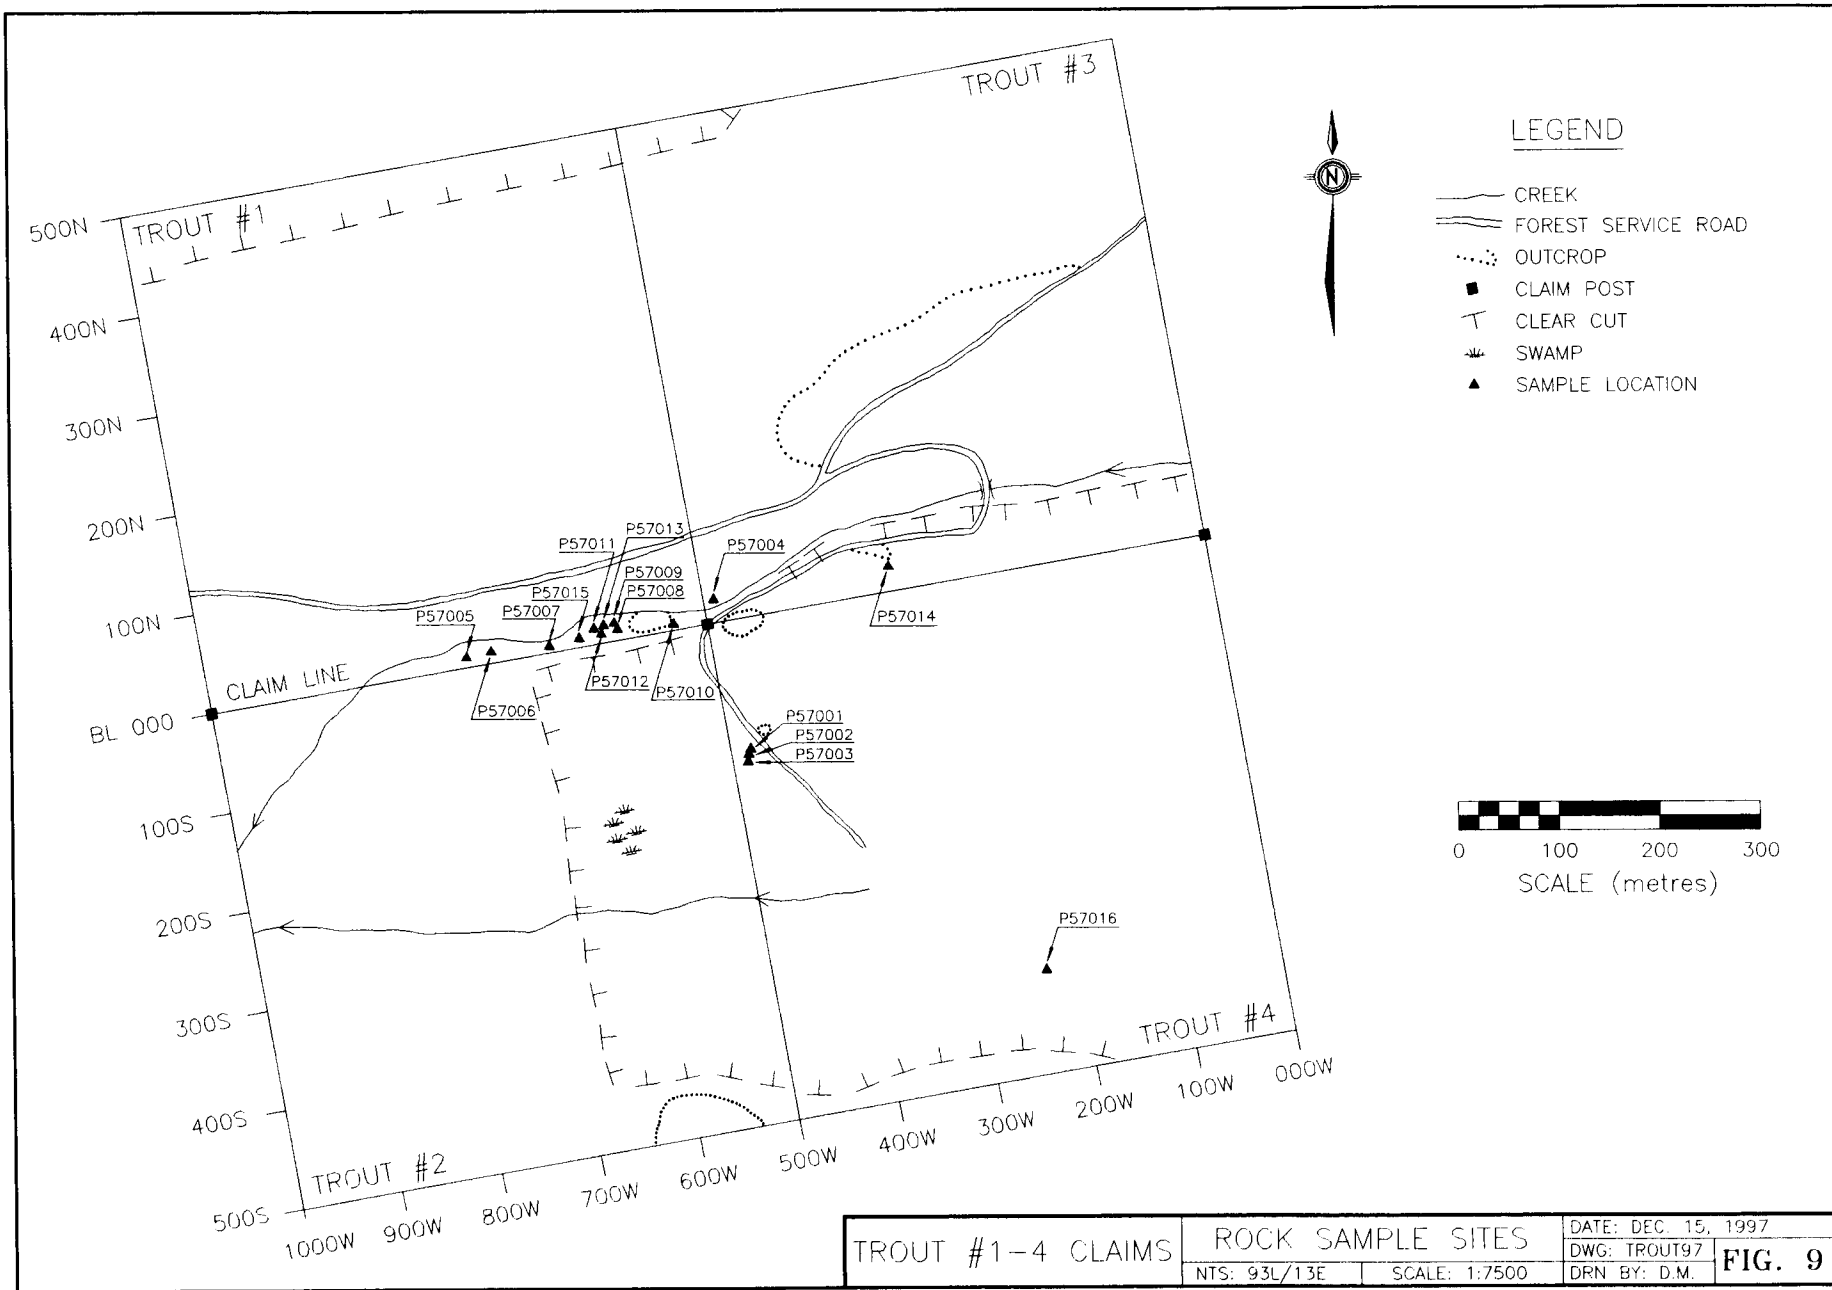 TROUT #3
LEGEND
N
CREEK
FOREST SERVICE ROAD
OUTCROP
CLAIM POST
CLEAR CUT
SWAMP
SAMPLE LOCATION
500N
TROUT #1
400N
300N
200N
100N
P57013
P57011
P57004
P57009
P57015
P57008
P57005
P57007
P57014
CLAIM LINE
P57012
P57010
P57006
BL 000
P57001
P57002
P57003
100S
200S
P57016
300S
400S
500S
TROUT #2
TROUT #4
1000W
900W
800W
700W
600W
500W
400W
300W
200W
100W
000W
0 100 200 300
SCALE (metres)
TROUT #1-4 CLAIMS
ROCK SAMPLE SITES
NTS: 93L/13E
SCALE: 1:7500
DATE: DEC. 15, 1997
DWG: TROUT97
DRN BY: D.M.
FIG. 9